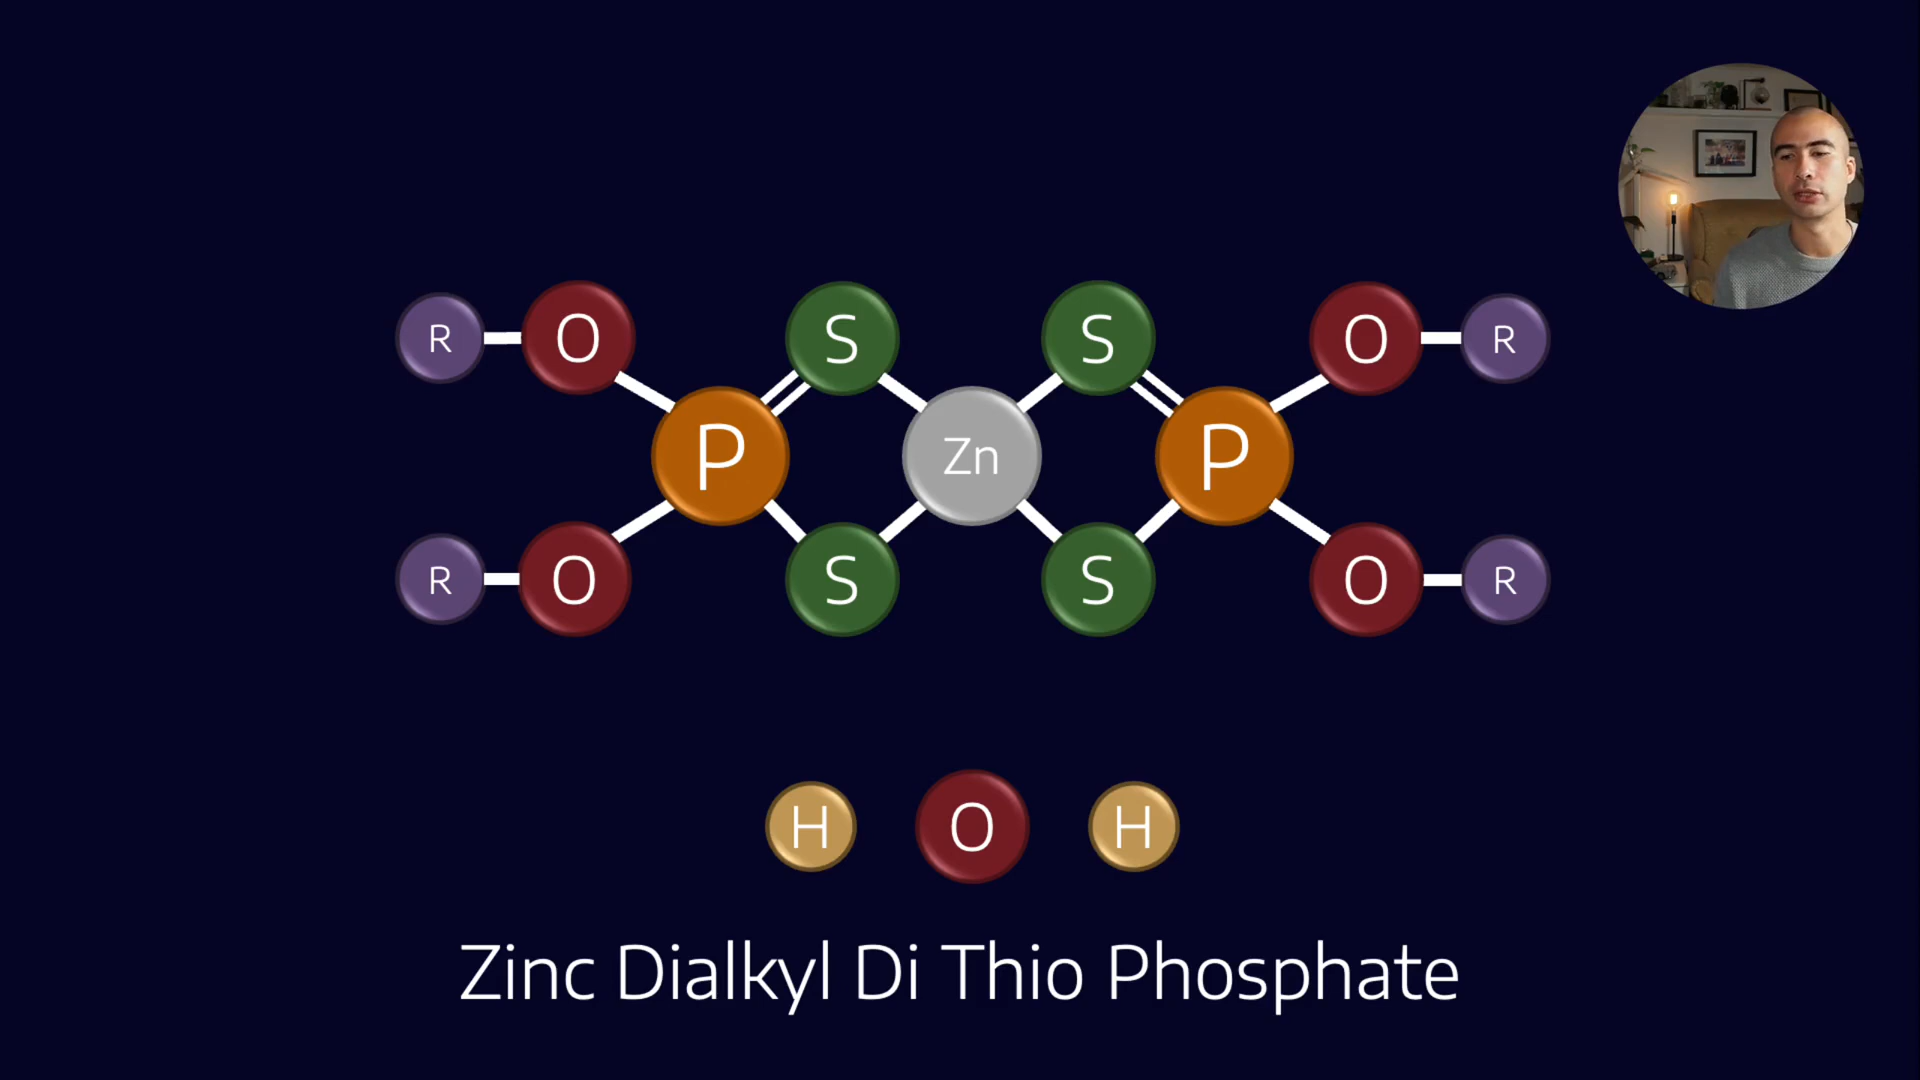 R O S S O R
P Zn P
R O S S O R
H O H
Zinc Dialkyl Di Thio Phosphate